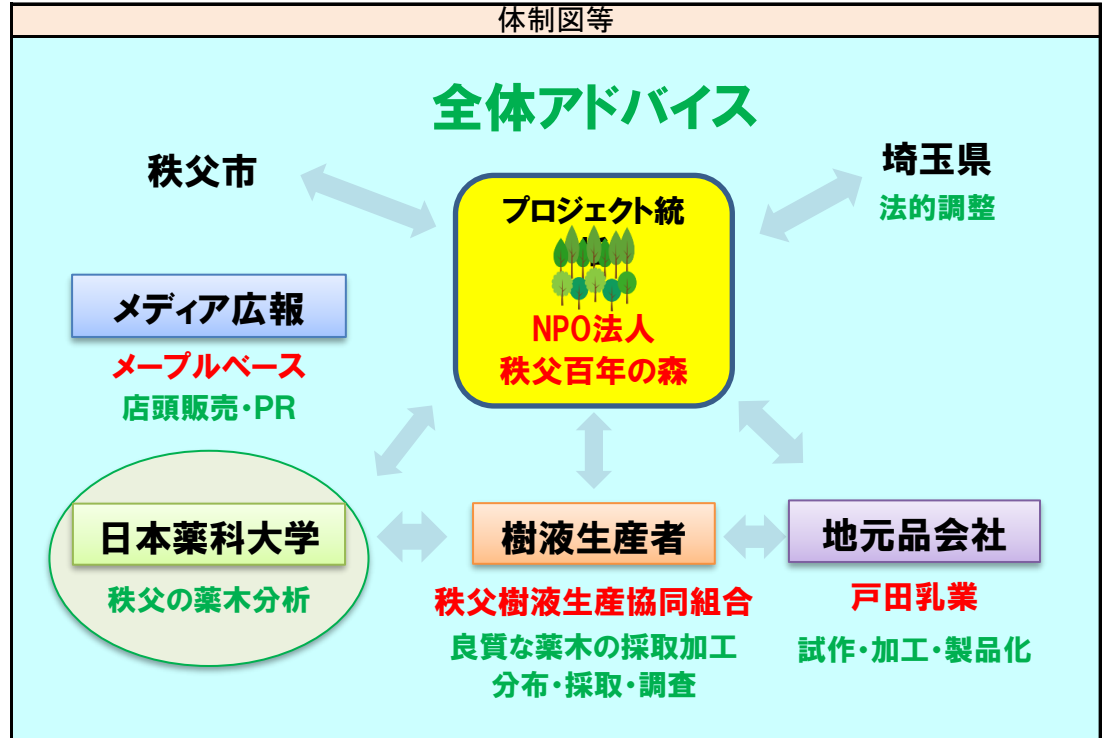 体制図等
全体アドバイス
秩父市
埼玉県
法的調整
プロジェクト統
NPO法人
秩父百年の森
メディア広報
メープルベース
店頭販売・PR
日本薬科大学
秩父の薬木分析
樹液生産者
秩父樹液生産協同組合
良質な薬木の採取加工
分布・採取・調査
地元品会社
戸田乳業
試作・加工・製品化